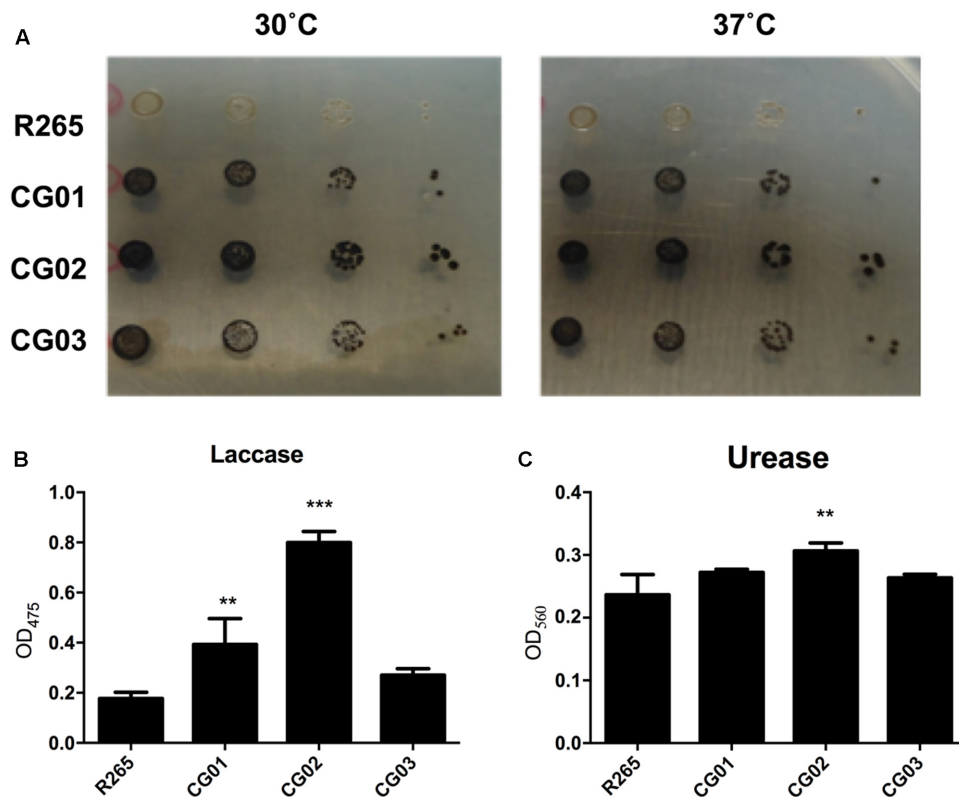 A
30°C
37°C
R265
CG01
CG02
CG03
B
Laccase
1.0
0.8
0.6
0.4
0.2
0.0
OD475
**
***
R265
CG01
CG02
CG03
C
Urease
0.4
0.3
0.2
0.1
0.0
OD560
**
R265
CG01
CG02
CG03